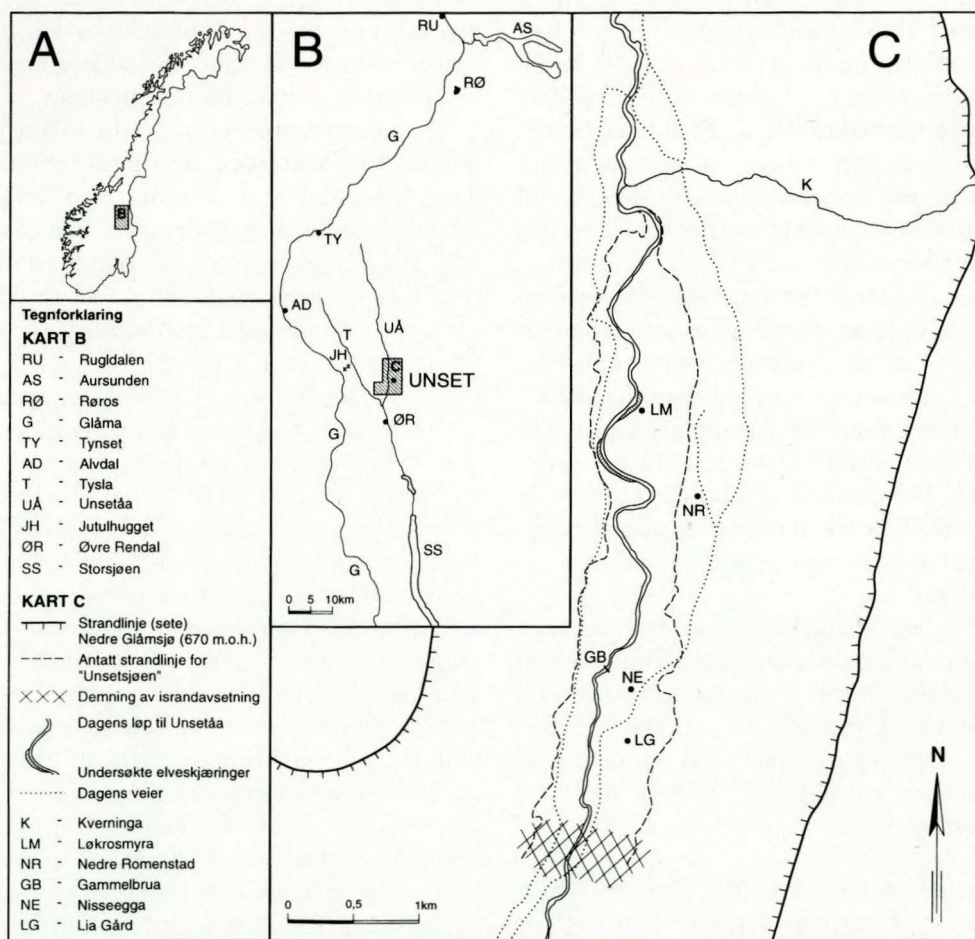 A
B
B
RU
AS
RØ
G
TY
AD
T
JH
UÅ
C
UNSET
ØR
G
SS
G
0 5 10km
C
K
LM
NR
GB
NE
LG
N
Tegnforklaring
KART B
RU - Rugldalen
AS - Aursunden
RØ - Røros
G - Glåma
TY - Tynset
AD - Alvdal
T - Tysla
UÅ - Unsetåa
JH - Jutulhugget
ØR - Øvre Rendal
SS - Storsjøen
KART C
Strandlinje (sete)
Nedre Glåmsjø (670 m.o.h.)
Antatt strandlinje for
"Unsetsjøen"
Demning av israndavsetning
Dagens løp til Unsetåa
Undersøkte elveskjæringer
Dagens veier
K - Kverninga
LM - Løkrosmyra
NR - Nedre Romenstad
GB - Gammelbrua
NE - Nisseegga
LG - Lia Gård
0 0,5 1km